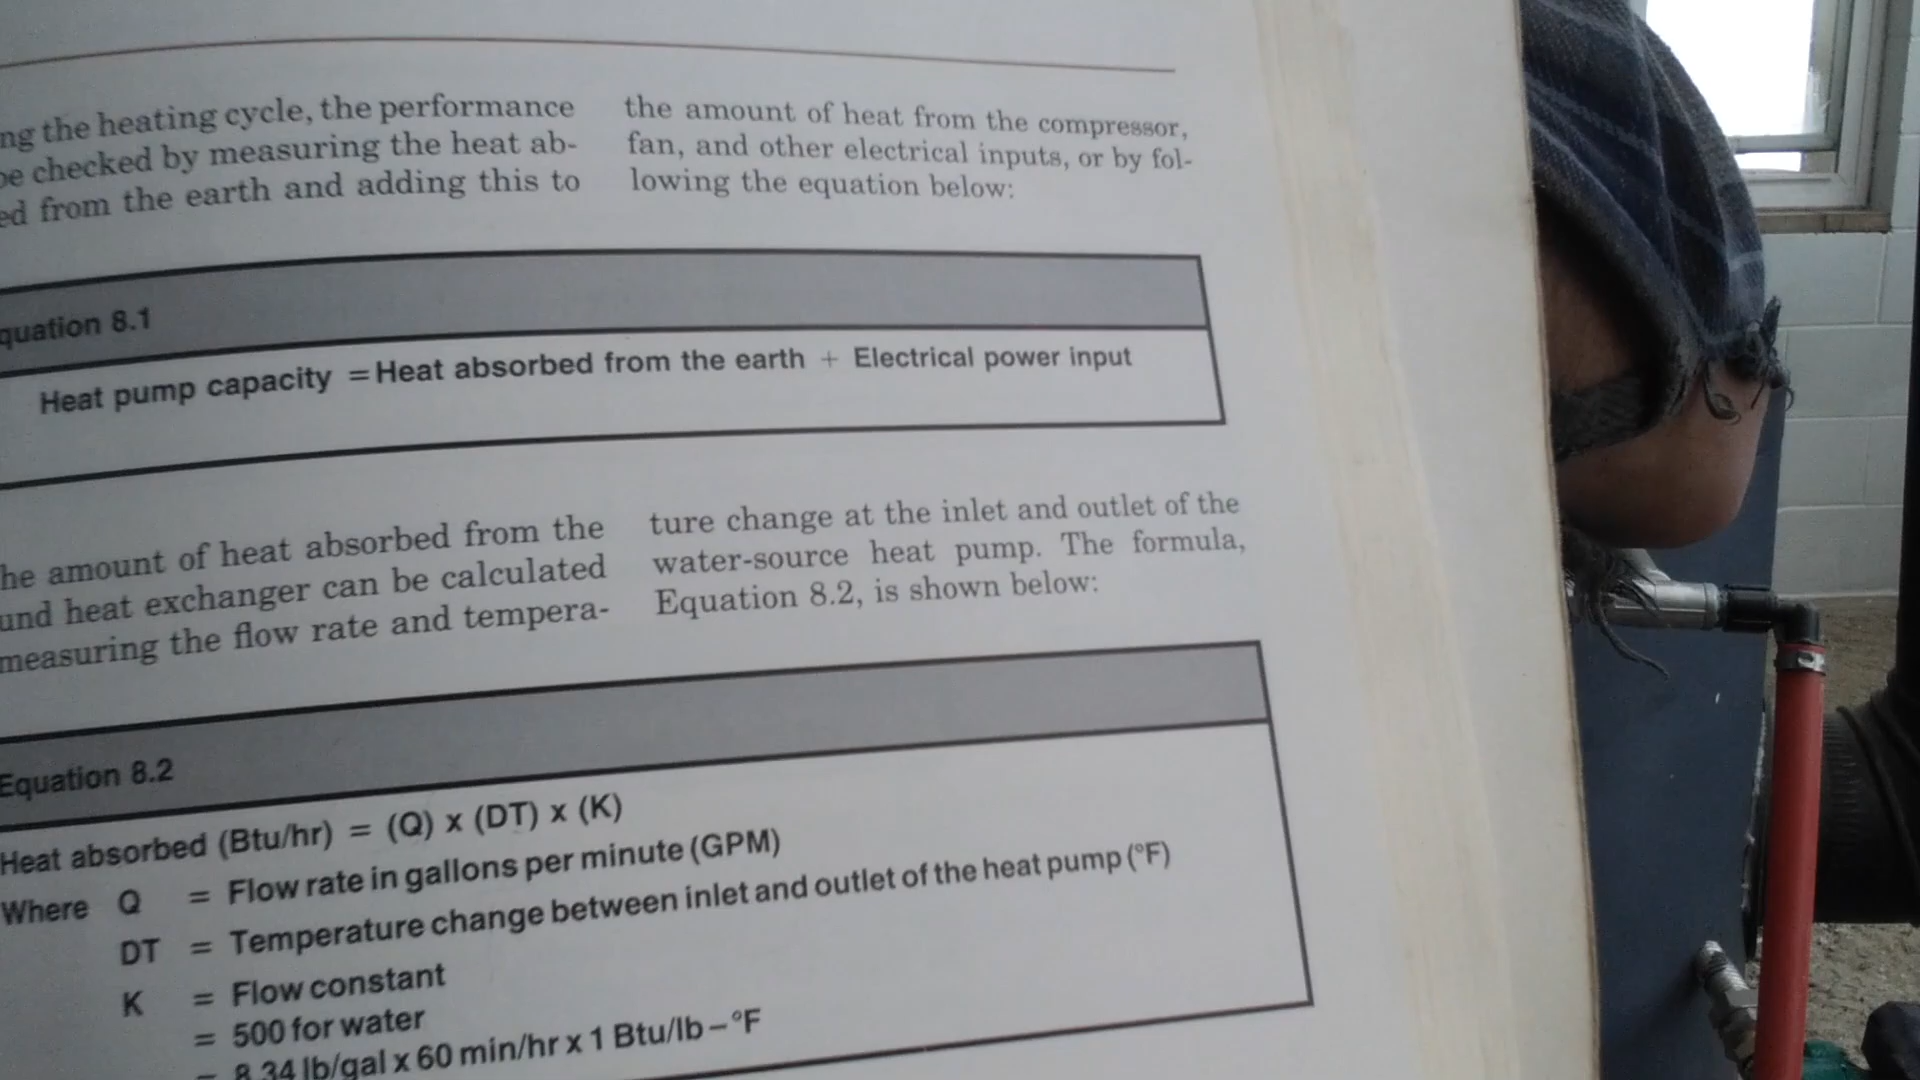 ng the heating cycle, the performance
be checked by measuring the heat ab-
ed from the earth and adding this to
the amount of heat from the compressor,
fan, and other electrical inputs, or by fol-
lowing the equation below:
quation 8.1
Heat pump capacity = Heat absorbed from the earth + Electrical power input
he amount of heat absorbed from the
und heat exchanger can be calculated
measuring the flow rate and tempera-
ture change at the inlet and outlet of the
water-source heat pump. The formula,
Equation 8.2, is shown below:
Equation 8.2
Heat absorbed (Btu/hr) = (Q) x (DT) x (K)
Where Q = Flow rate in gallons per minute (GPM)
DT = Temperature change between inlet and outlet of the heat pump (°F)
K = Flow constant
= 500 for water
= 8.34 lb/gal x 60 min/hr x 1 Btu/lb – °F